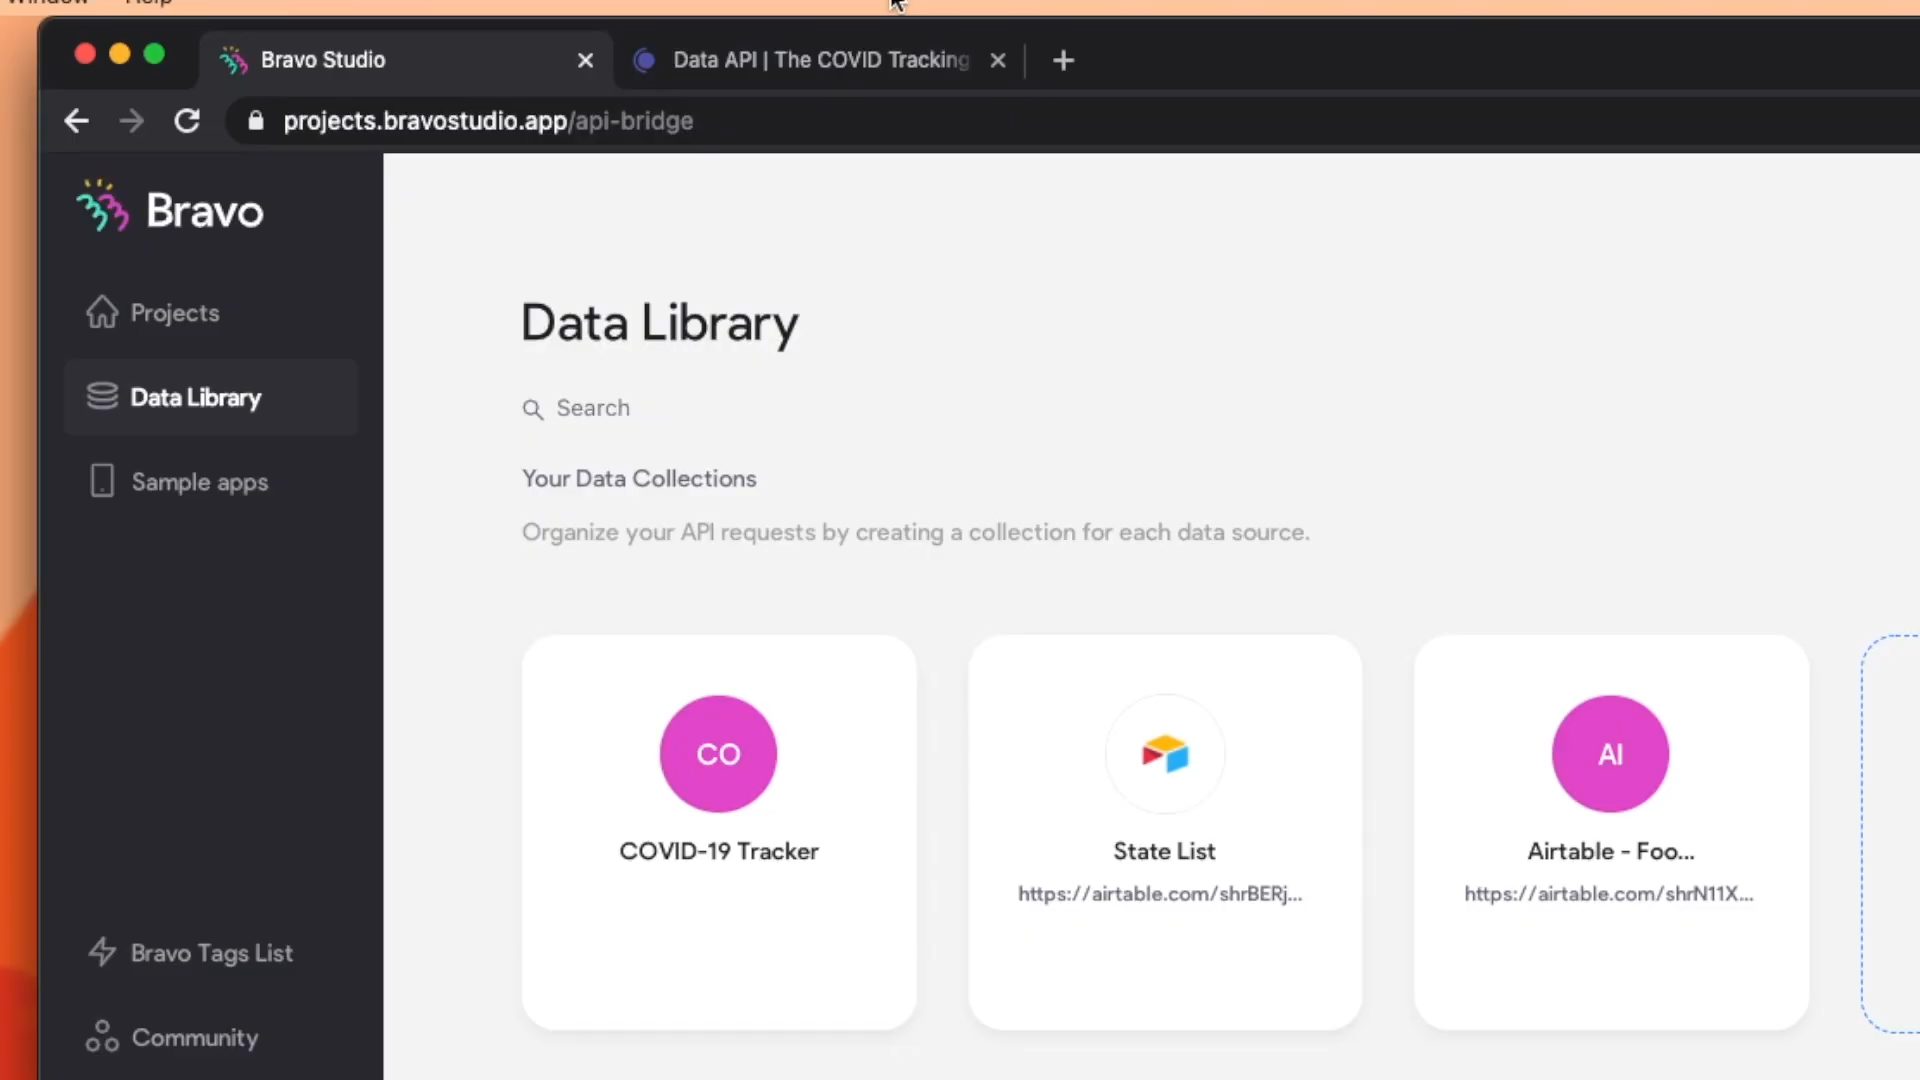 Window Help
Bravo Studio
Data API | The COVID Tracking
projects.bravostudio.app/api-bridge
Bravo
Projects
Data Library
Sample apps
Bravo Tags List
Community
Data Library
Search
Your Data Collections
Organize your API requests by creating a collection for each data source.
CO
COVID-19 Tracker
State List
https://airtable.com/shrBERj...
AI
Airtable - Foo...
https://airtable.com/shrN11X...